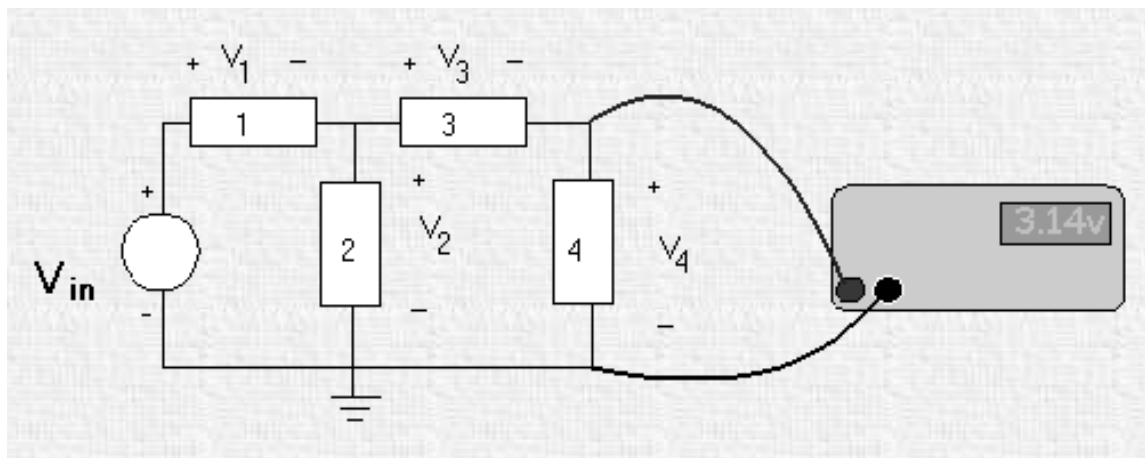 + V1 −
+ V3 −
1
3
+
+
+
3.14v
2
V2
4
V4
Vin
-
−
−